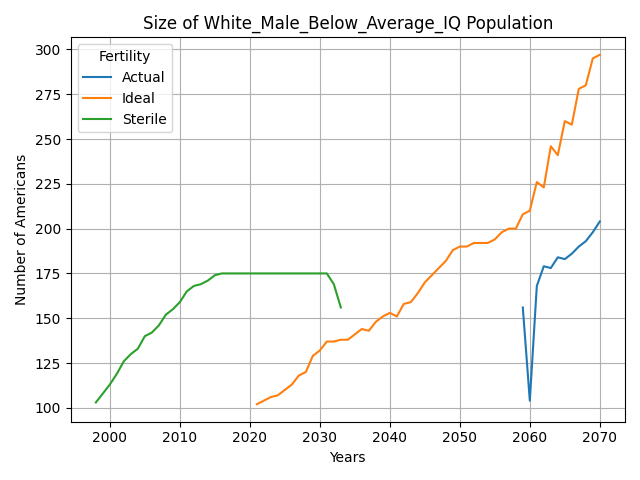 Size of White_Male_Below_Average_IQ Population
Fertility
Actual
Ideal
Sterile
Number of Americans
300
275
250
225
200
175
150
125
100
2000 2010 2020 2030 2040 2050 2060 2070
Years